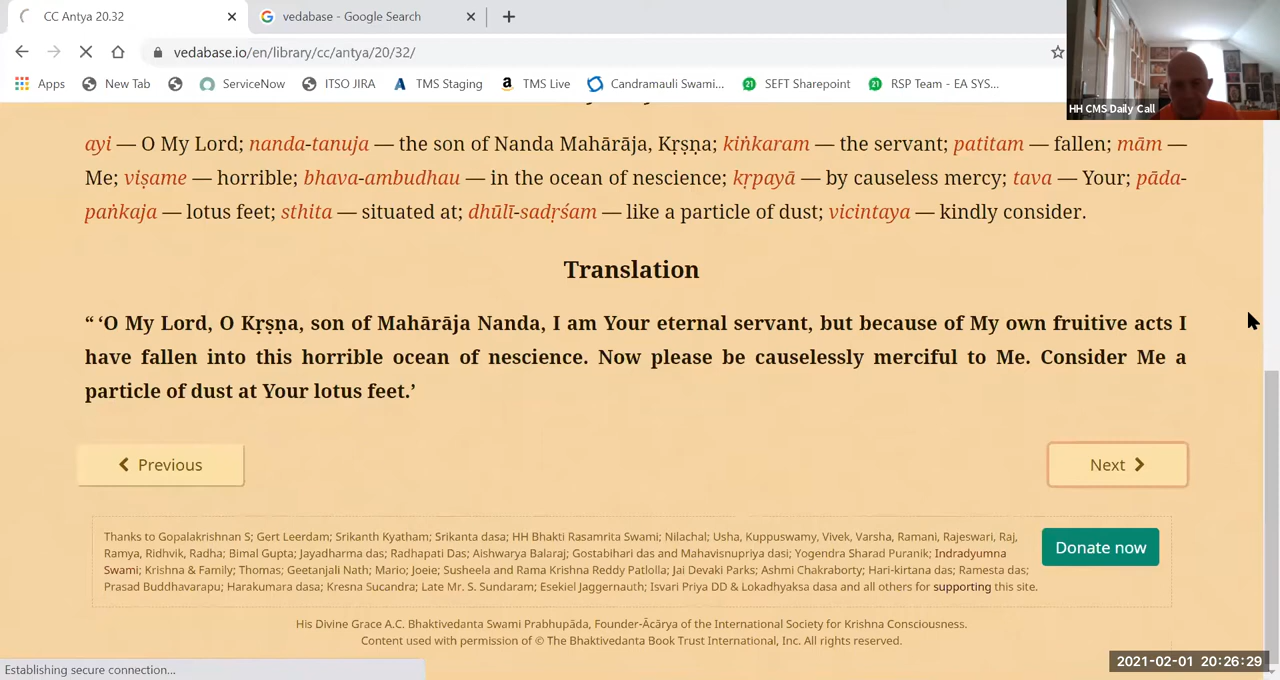 CC Antya 20.32
vedabase - Google Search
vedabase.io/en/library/cc/antya/20/32/
Apps New Tab ServiceNow ITSO JIRA TMS Staging TMS Live Candramauli Swami... SEFT Sharepoint RSP Team - EA SYS...
HH CMS Daily Call
ayi — O My Lord; nanda-tanuja — the son of Nanda Mahārāja, Kṛṣṇa; kiṅkaram — the servant; patitam — fallen; mām —
Me; viṣame — horrible; bhava-ambudhau — in the ocean of nescience; kṛpayā — by causeless mercy; tava — Your; pāda-
paṅkaja — lotus feet; sthita — situated at; dhūlī-sadṛśam — like a particle of dust; vicintaya — kindly consider.
Translation
“ ‘O My Lord, O Kṛṣṇa, son of Mahārāja Nanda, I am Your eternal servant, but because of My own fruitive acts I
have fallen into this horrible ocean of nescience. Now please be causelessly merciful to Me. Consider Me a
particle of dust at Your lotus feet.’
Previous
Next
Thanks to Gopalakrishnan S; Gert Leerdam; Srikanth Kyatham; Srikanta dasa; HH Bhakti Rasamrita Swami; Nilachal; Usha, Kuppuswamy, Vivek, Varsha, Ramani, Rajeswari, Raj,
Ramya, Ridhvik, Radha; Bimal Gupta; Jayadharma das; Radhapati Das; Aishwarya Balaraj; Gostabihari das and Mahavisnupriya dasi; Yogendra Sharad Puranik; Indradyumna
Swami; Krishna & Family; Thomas; Geetanjali Nath; Mario; Joeie; Susheela and Rama Krishna Reddy Patlolla; Jai Devaki Parks; Ashmi Chakraborty; Hari-kirtana das; Ramesta das;
Prasad Buddhavarapu; Harakumara dasa; Kresna Sucandra; Late Mr. S. Sundaram; Esekiel Jaggernauth; Isvari Priya DD & Lokadhyaksa dasa and all others for supporting this site.
Donate now
His Divine Grace A.C. Bhaktivedanta Swami Prabhupāda, Founder-Ācārya of the International Society for Krishna Consciousness.
Content used with permission of © The Bhaktivedanta Book Trust International, Inc. All rights reserved.
Establishing secure connection...
2021-02-01 20:26:29